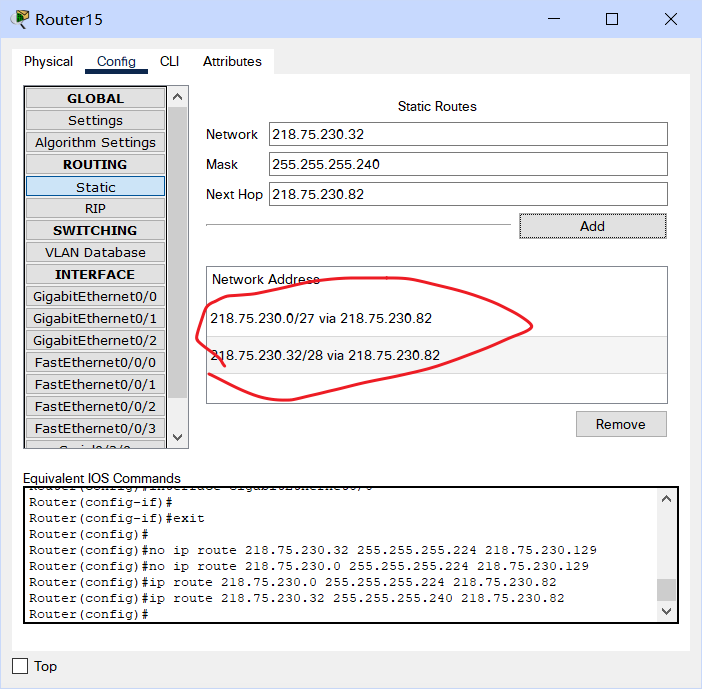 Router15
Physical Config CLI Attributes
GLOBAL
Settings
Algorithm Settings
ROUTING
Static
RIP
SWITCHING
VLAN Database
INTERFACE
GigabitEthernet0/0
GigabitEthernet0/1
GigabitEthernet0/2
FastEthernet0/0/0
FastEthernet0/0/1
FastEthernet0/0/2
FastEthernet0/0/3
Static Routes
Network 218.75.230.32
Mask 255.255.255.240
Next Hop 218.75.230.82
Add
Network Address
218.75.230.0/27 via 218.75.230.82
218.75.230.32/28 via 218.75.230.82
Remove
Equivalent IOS Commands
Router(config-if)#
Router(config-if)#exit
Router(config)#
Router(config)#no ip route 218.75.230.32 255.255.255.224 218.75.230.129
Router(config)#no ip route 218.75.230.0 255.255.255.224 218.75.230.129
Router(config)#ip route 218.75.230.0 255.255.255.224 218.75.230.82
Router(config)#ip route 218.75.230.32 255.255.255.240 218.75.230.82
Router(config)#
Top